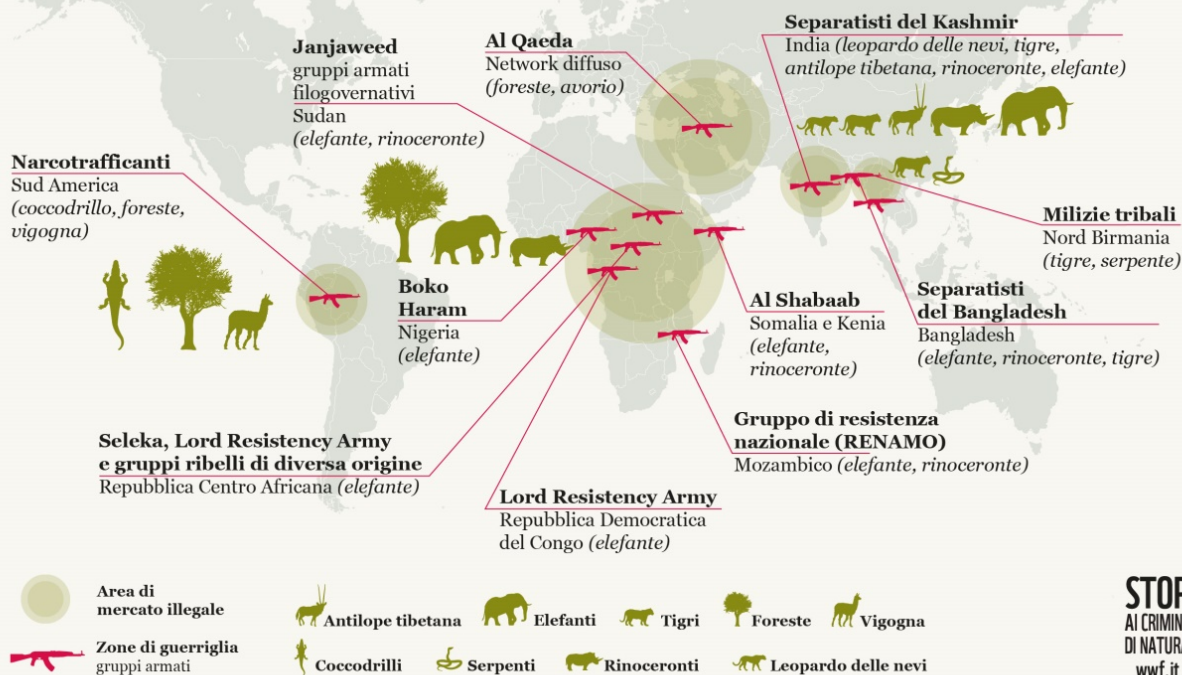 Separatisti del Kashmir
India (leopardo delle nevi, tigre,
antilope tibetana, rinoceronte, elefante)
Al Qaeda
Network diffuso
(foreste, avorio)
Janjaweed
gruppi armati
filogovernativi
Sudan
(elefante, rinoceronte)
Narcotrafficanti
Sud America
(coccodrillo, foreste,
vigogna)
Milizie tribali
Nord Birmania
(tigre, serpente)
Boko
Haram
Nigeria
(elefante)
Al Shabaab
Somalia e Kenia
(elefante,
rinoceronte)
Separatisti
del Bangladesh
Bangladesh
(elefante, rinoceronte, tigre)
Seleka, Lord Resistency Army
e gruppi ribelli di diversa origine
Repubblica Centro Africana (elefante)
Gruppo di resistenza
nazionale (RENAMO)
Mozambico (elefante, rinoceronte)
Lord Resistency Army
Repubblica Democratica
del Congo (elefante)
Area di
mercato illegale
Antilope tibetana
Elefanti
Tigri
Foreste
Vigogna
Zone di guerriglia
gruppi armati
Coccodrilli
Serpenti
Rinoceronti
Leopardo delle nevi
STOP
AI CRIMIN
DI NATURA
wwf.it